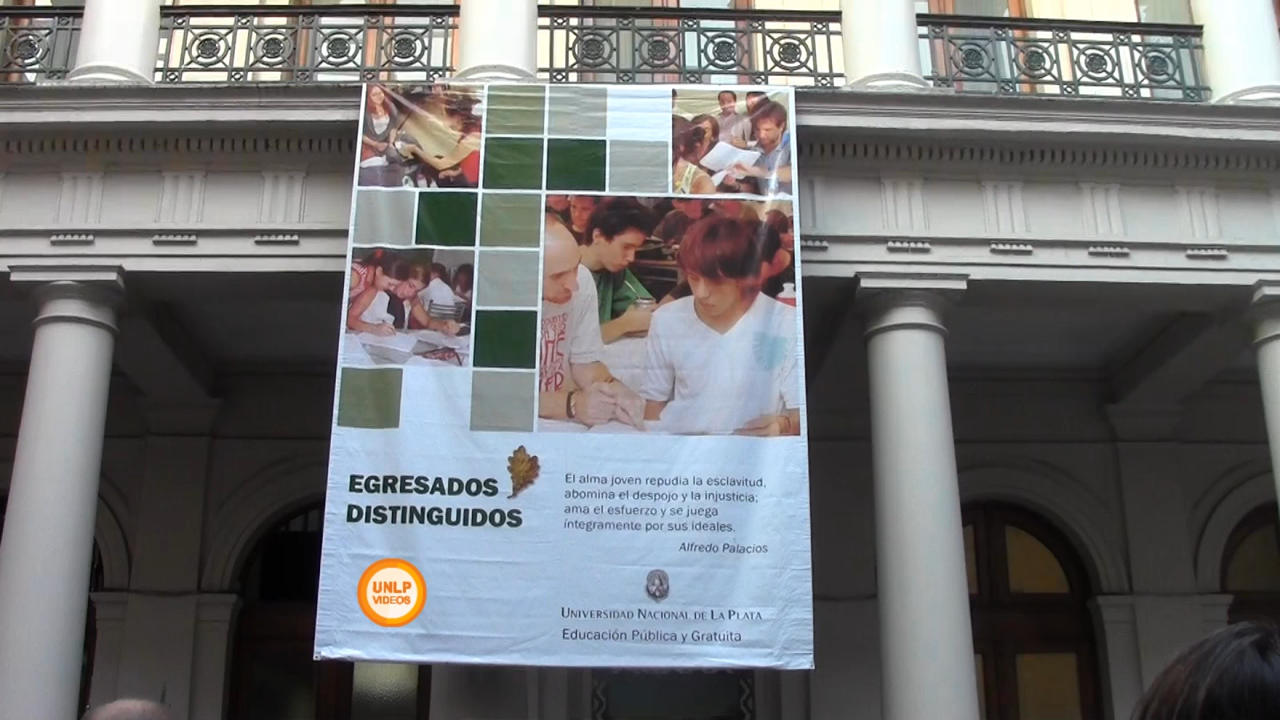 EGRESADOS
DISTINGUIDOS
El alma joven repudia la esclavitud,
abomina el despojo y la injusticia;
ama el esfuerzo y se juega
íntegramente por sus ideales.
Alfredo Palacios
UNLP
VIDEOS
UNIVERSIDAD NACIONAL DE LA PLATA
Educación Pública y Gratuita